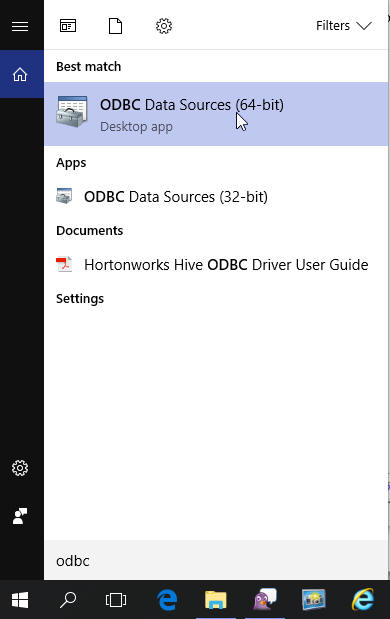 Filters
Best match
ODBC Data Sources (64-bit)
Desktop app
Apps
ODBC Data Sources (32-bit)
Documents
Hortonworks Hive ODBC Driver User Guide
Settings
odbc